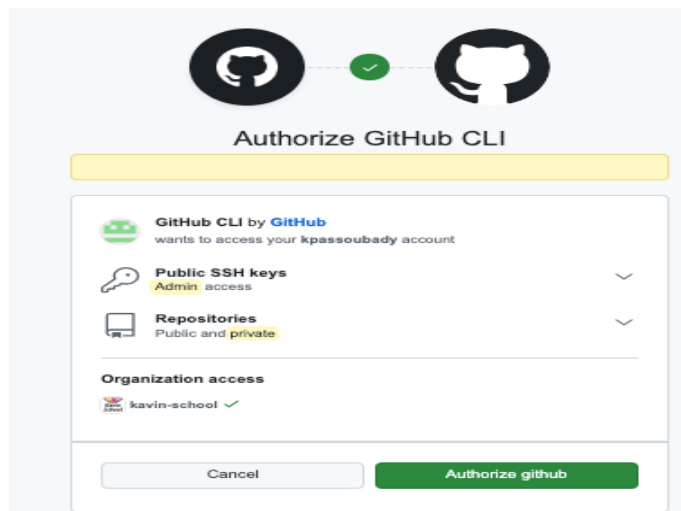 Authorize GitHub CLI
GitHub CLI by GitHub
wants to access your kpassoubady account
Public SSH keys
Admin access
Repositories
Public and private
Organization access
kavin-school
Cancel
Authorize github